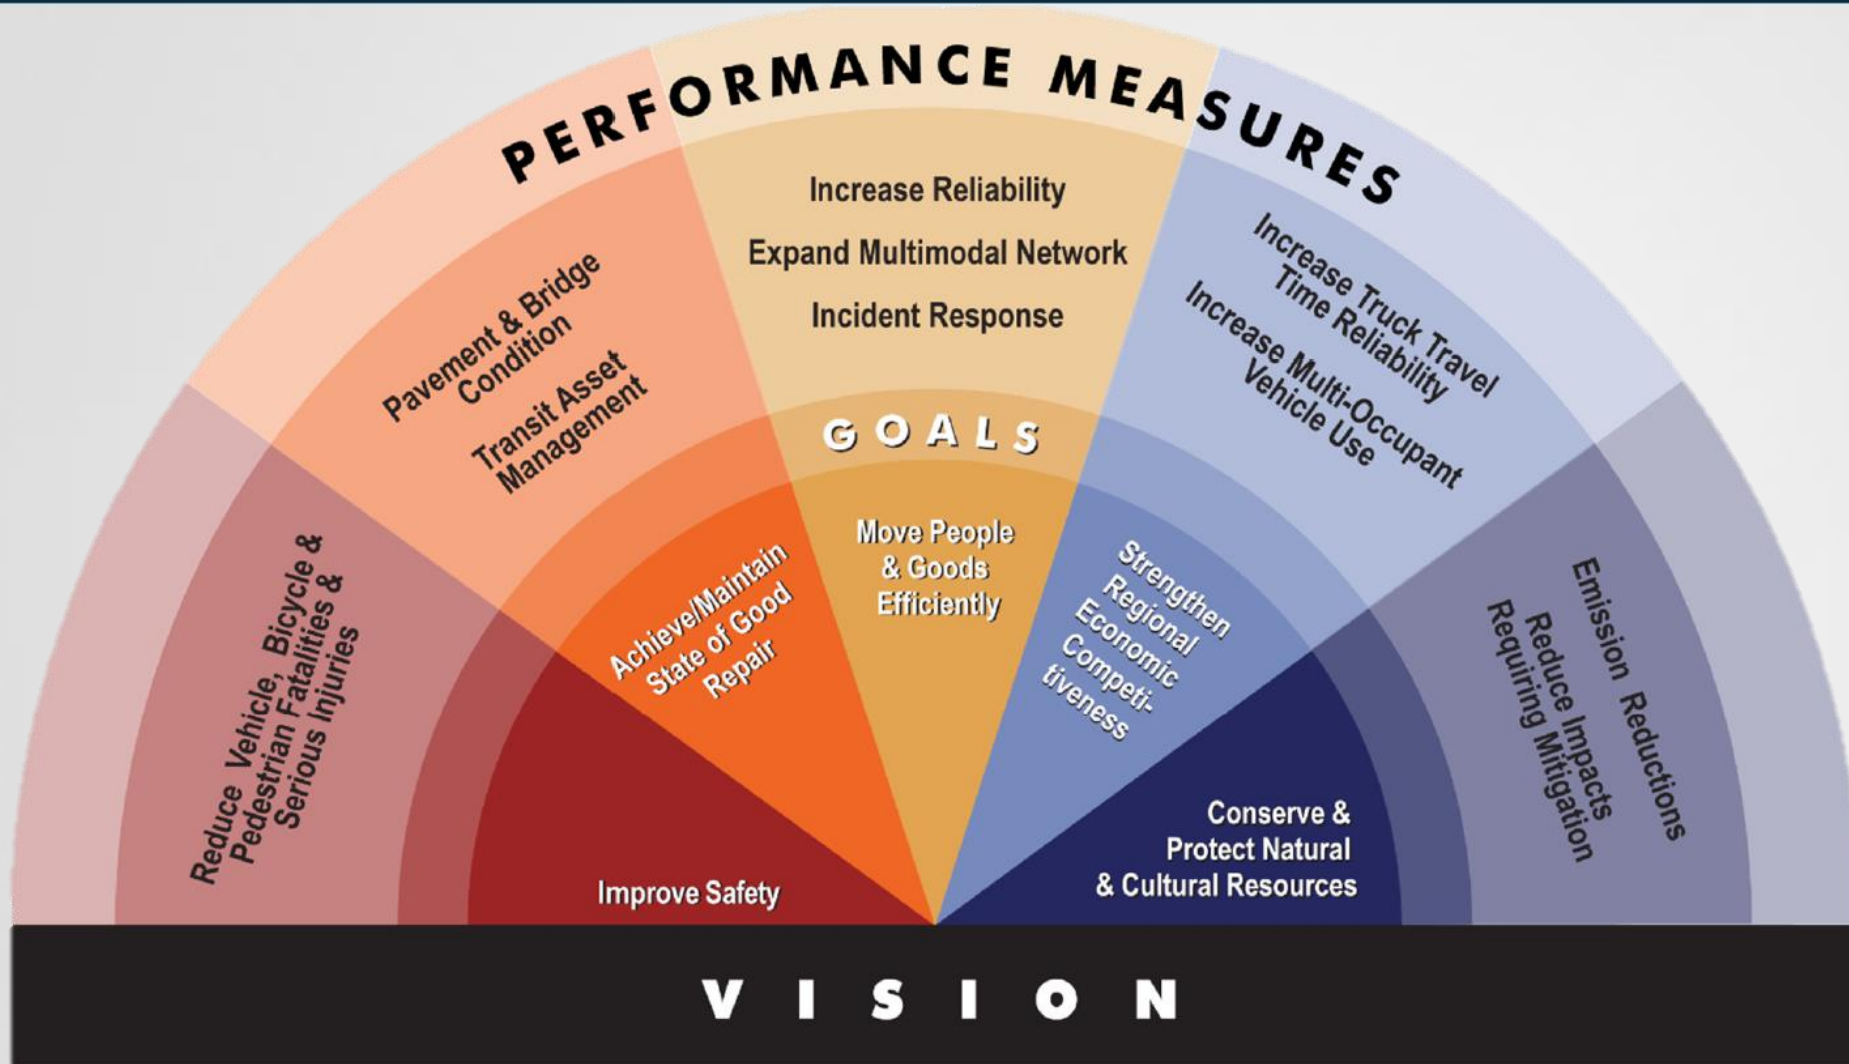 PERFORMANCE MEASURES
Reduce Vehicle, Bicycle &
Pedestrian Fatalities &
Serious Injuries
Pavement & Bridge
Condition
Transit Asset
Management
Increase Reliability
Expand Multimodal Network
Incident Response
Increase Truck Travel
Time Reliability
Increase Multi-Occupant
Vehicle Use
Emission Reductions
Reduce Impacts
Requiring Mitigation
GOALS
Improve Safety
Achieve/Maintain
State of Good
Repair
Move People
& Goods
Efficiently
Strengthen
Regional
Economic
Competi-
tiveness
Conserve &
Protect Natural
& Cultural Resources
VISION